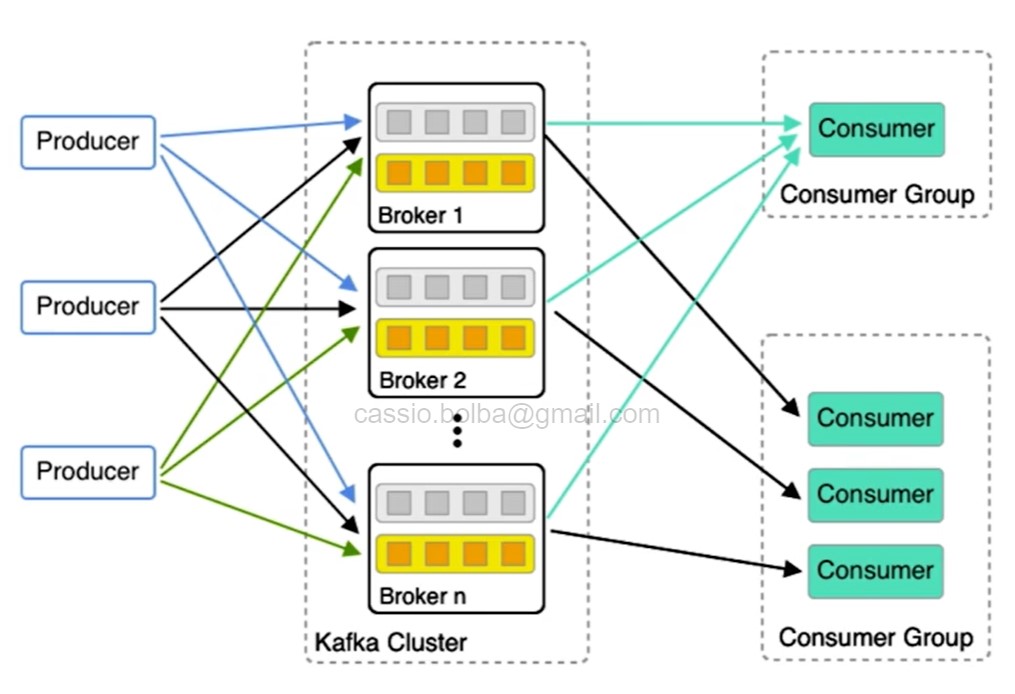 Producer
Producer
Producer
Broker 1
Broker 2
cassio.bolba@gmail.com
Broker n
Kafka Cluster
Consumer
Consumer Group
Consumer
Consumer
Consumer
Consumer Group